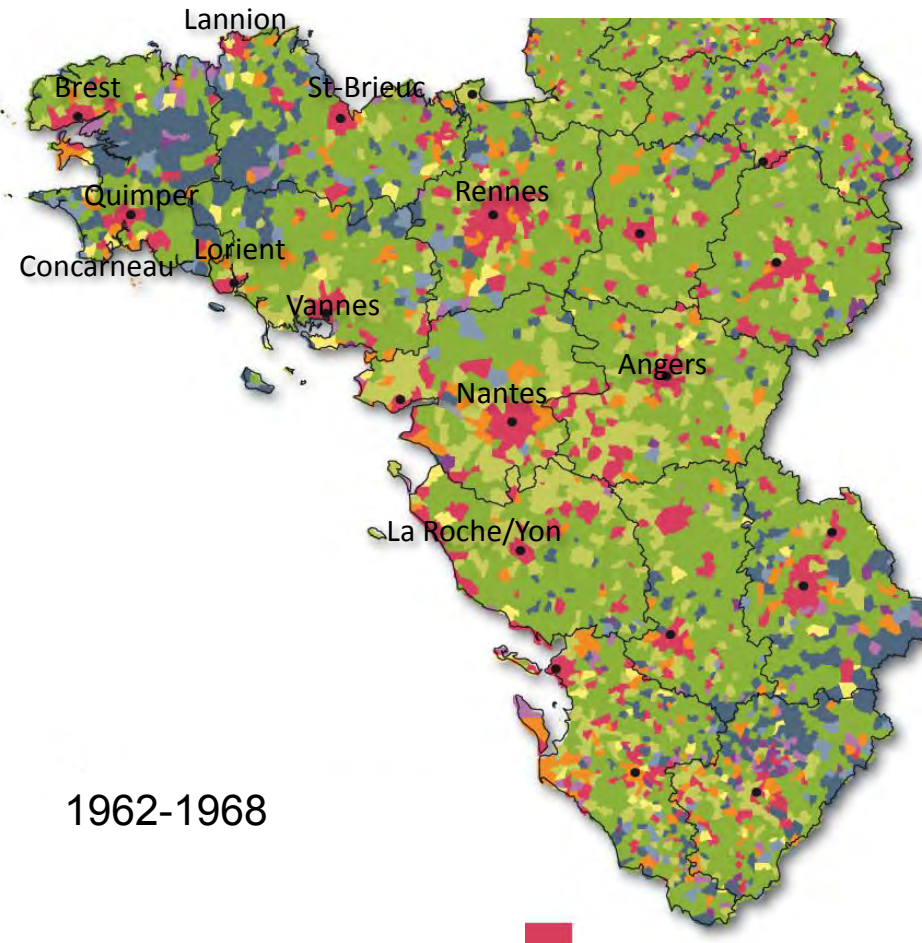 Lannion
Brest
St-Brieuc
Quimper
Rennes
Lorient
Concarneau
Vannes
Angers
Nantes
La Roche/Yon
1962-1968